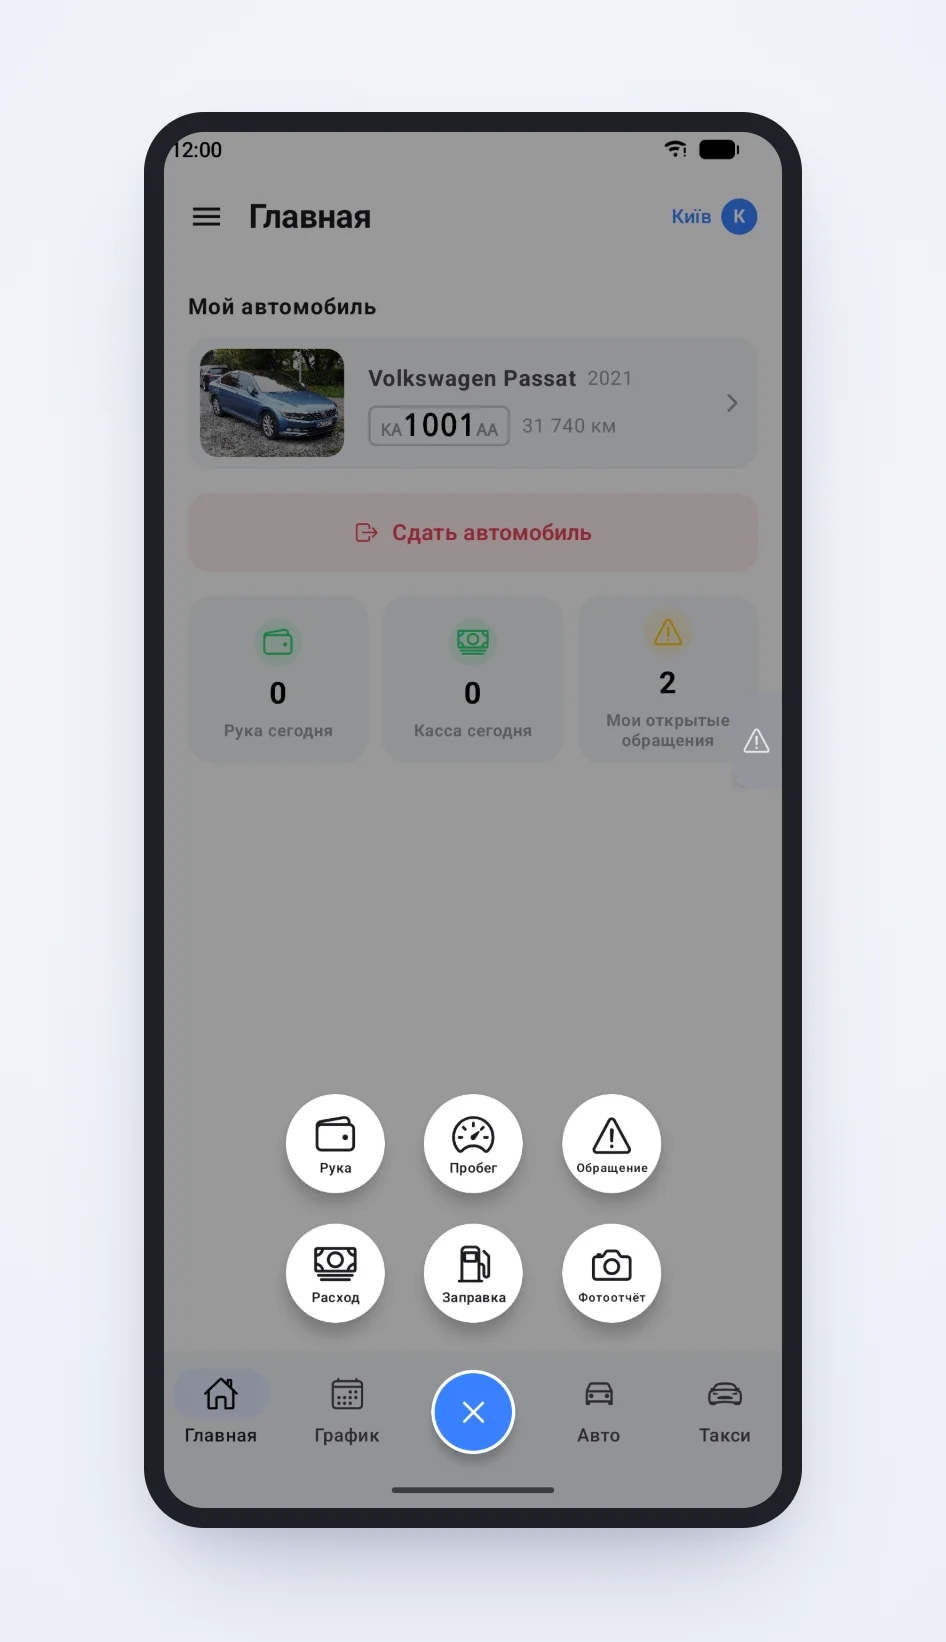 12:00
Главная
Київ K
Мой автомобиль
Volkswagen Passat 2021
KA 1001 AA 31 740 км
Сдать автомобиль
0
Рука сегодня
0
Касса сегодня
2
Мои открытые
обращения
Рука
Пробег
Обращение
Расход
Заправка
Фотоотчёт
Главная
График
Авто
Такси